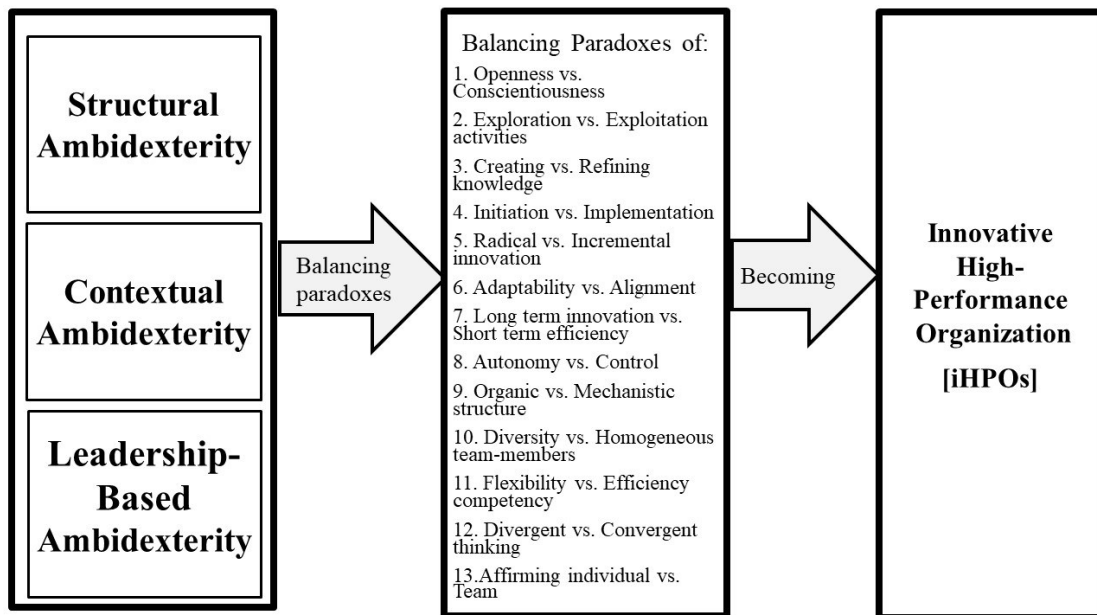 Structural
Ambidexterity
Contextual
Ambidexterity
Leadership-
Based
Ambidexterity
Balancing
paradoxes
Balancing Paradoxes of:
1. Openness vs.
Conscientiousness
2. Exploration vs. Exploitation
activities
3. Creating vs. Refining
knowledge
4. Initiation vs. Implementation
5. Radical vs. Incremental
innovation
6. Adaptability vs. Alignment
7. Long term innovation vs.
Short term efficiency
8. Autonomy vs. Control
9. Organic vs. Mechanistic
structure
10. Diversity vs. Homogeneous
team-members
11. Flexibility vs. Efficiency
competency
12. Divergent vs. Convergent
thinking
13.Affirming individual vs.
Team
Becoming
Innovative
High-
Performance
Organization
[iHPOs]